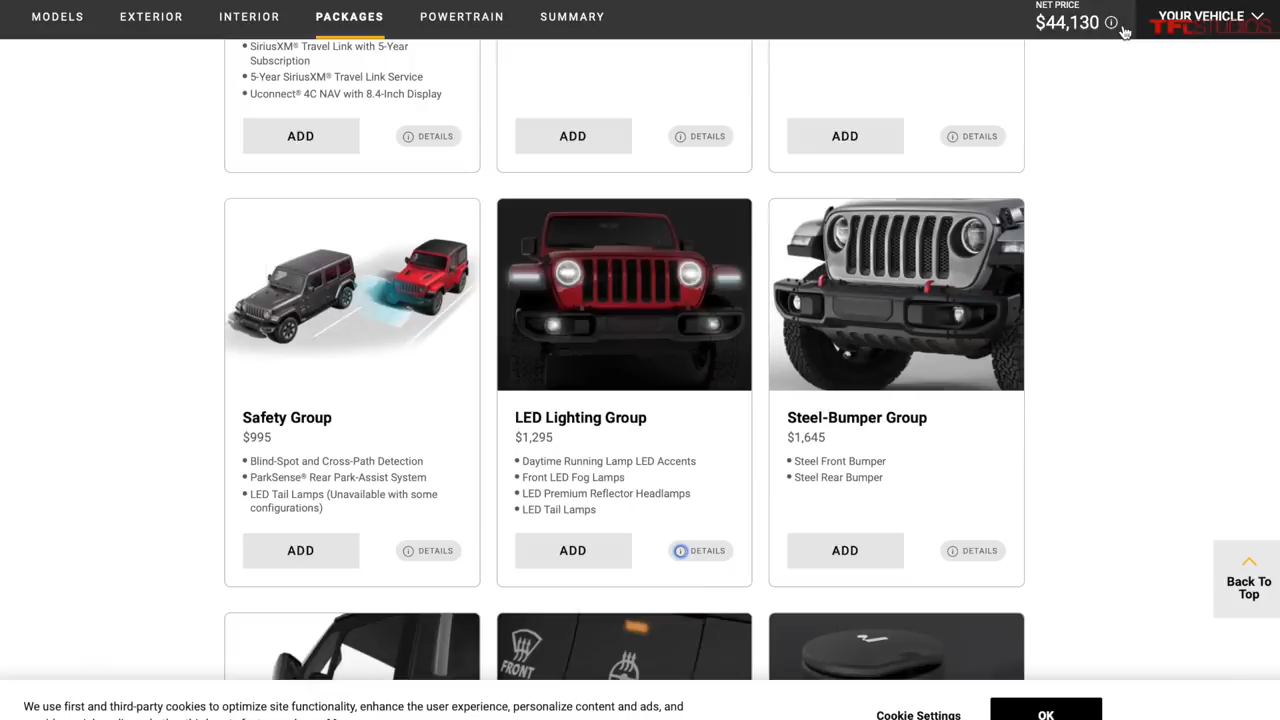 MODELS EXTERIOR INTERIOR PACKAGES POWERTRAIN SUMMARY
NET PRICE
$44,130
YOUR VEHICLE
TFLSTUDIOS
SiriusXM® Travel Link with 5-Year
Subscription
5-Year SiriusXM® Travel Link Service
Uconnect® 4C NAV with 8.4-Inch Display
ADD DETAILS
ADD DETAILS
ADD DETAILS
Safety Group
$995
Blind-Spot and Cross-Path Detection
ParkSense® Rear Park-Assist System
LED Tail Lamps (Unavailable with some
configurations)
ADD DETAILS
LED Lighting Group
$1,295
Daytime Running Lamp LED Accents
Front LED Fog Lamps
LED Premium Reflector Headlamps
LED Tail Lamps
ADD DETAILS
Steel-Bumper Group
$1,645
Steel Front Bumper
Steel Rear Bumper
ADD DETAILS
Back To
Top
FRONT
We use first and third-party cookies to optimize site functionality, enhance the user experience, personalize content and ads, and
Cookie Settings
OK